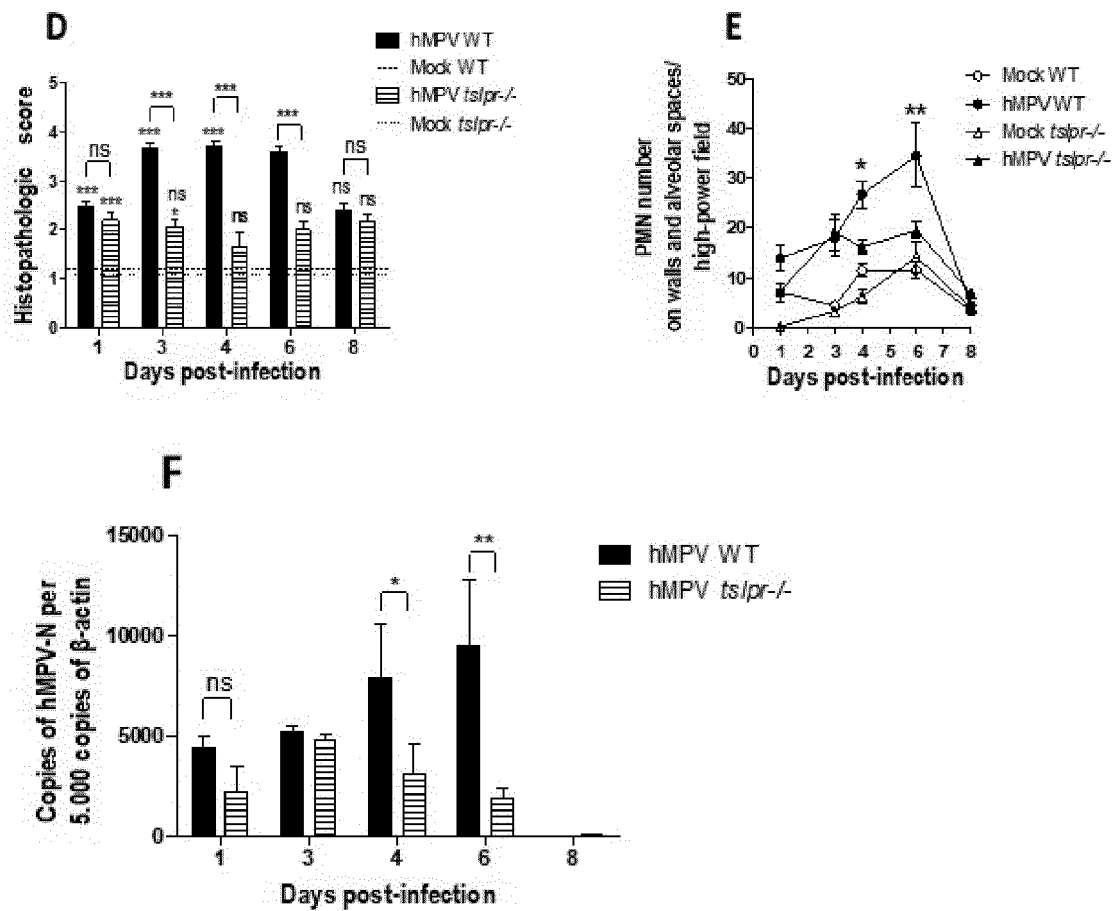 D
hMPV WT
Mock WT
hMPV tslpr-/-
Mock tslpr-/-
Histopathologic score
5
4
3
2
1
0
ns
***
***
***
***
ns
*
***
***
ns
***
ns
ns
ns
ns
1 3 4 6 8
Days post-infection
E
Mock WT
hMPV WT
Mock tslpr-/-
hMPV tslpr-/-
PMN number
on walls and alveolar spaces/
high-power field
50
40
30
20
10
0
*
**
0 1 2 3 4 5 6 7 8
Days post-infection
F
hMPV WT
hMPV tslpr-/-
Copies of hMPV-N per
5.000 copies of β-actin
15000
10000
5000
0
ns
*
**
1 3 4 6 8
Days post-infection